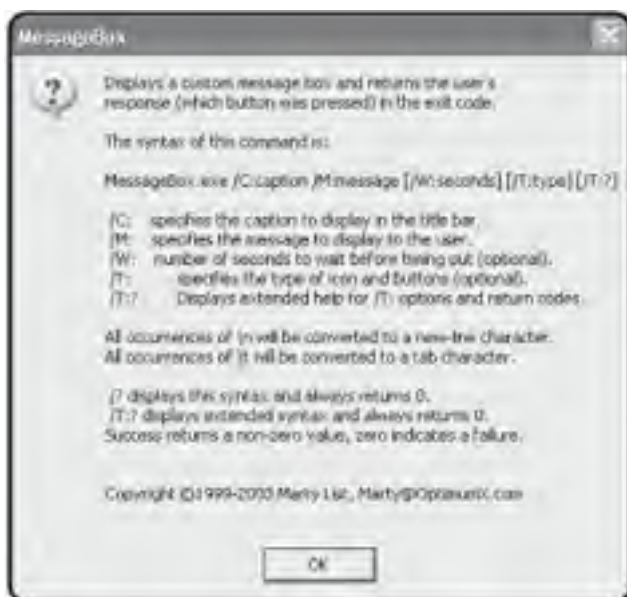 MessageBox
Displays a custom message box and returns the user's
response (which button was pressed) in the exit code.
The syntax of this command is:
MessageBox.exe /C:caption /M:message [/W:seconds] [/T:type] [/T:?]
/C: specifies the caption to display in the title bar.
/M: specifies the message to display to the user.
/W: number of seconds to wait before timing out (optional).
/T: specifies the type of icon and buttons (optional).
/T:? Displays extended help for /T: options and return codes.
All occurrences of \n will be converted to a new-line character.
All occurrences of \t will be converted to a tab character.
/? displays this syntax and always returns 0.
/T:? displays extended syntax and always returns 0.
Success returns a non-zero value, zero indicates a failure.
Copyright ©1999-2003 Marty List, Marty@OptimumX.com
OK